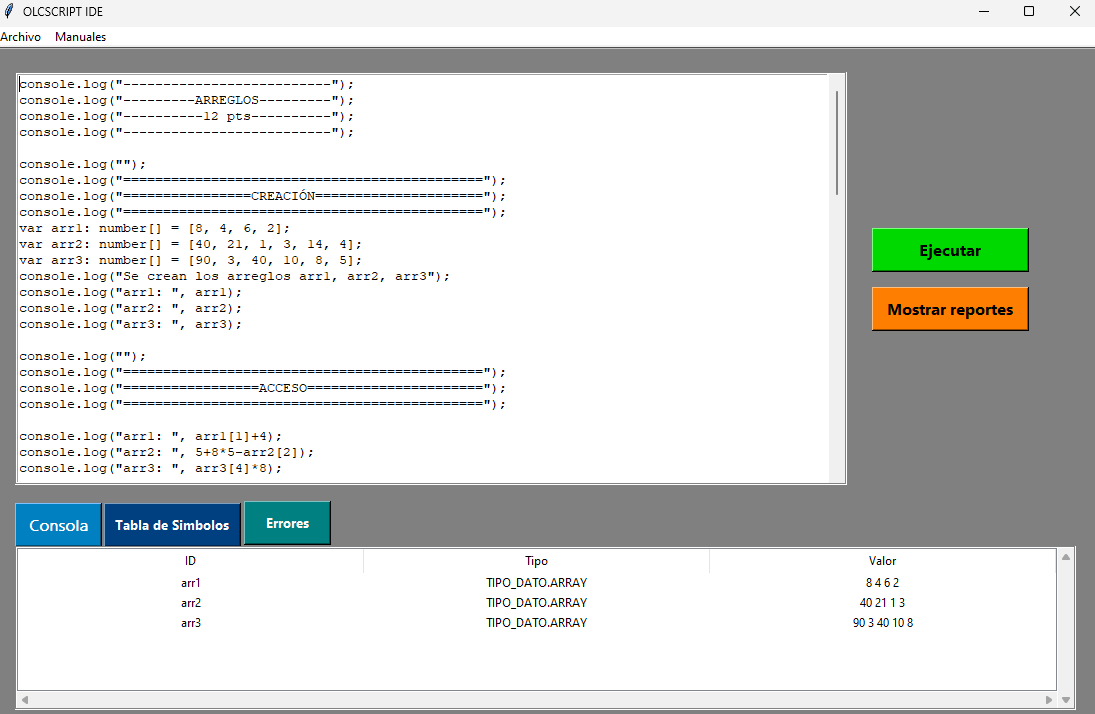 OLCSCRIPT IDE
Archivo Manuales
console.log("--------------------------");
console.log("---------ARREGLOS---------");
console.log("----------12 pts----------");
console.log("--------------------------");
console.log("");
console.log("=============================================");
console.log("================CREACIÓN=====================");
console.log("=============================================");
var arr1: number[] = [8, 4, 6, 2];
var arr2: number[] = [40, 21, 1, 3, 14, 4];
var arr3: number[] = [90, 3, 40, 10, 8, 5];
console.log("Se crean los arreglos arr1, arr2, arr3");
console.log("arr1: ", arr1);
console.log("arr2: ", arr2);
console.log("arr3: ", arr3);
console.log("");
console.log("=============================================");
console.log("=================ACCESO======================");
console.log("=============================================");
console.log("arr1: ", arr1[1]+4);
console.log("arr2: ", 5+8*5-arr2[2]);
console.log("arr3: ", arr3[4]*8);
Ejecutar
Mostrar reportes
Consola Tabla de Simbolos Errores
ID Tipo Valor
arr1 TIPO_DATO.ARRAY 8 4 6 2
arr2 TIPO_DATO.ARRAY 40 21 1 3
arr3 TIPO_DATO.ARRAY 90 3 40 10 8